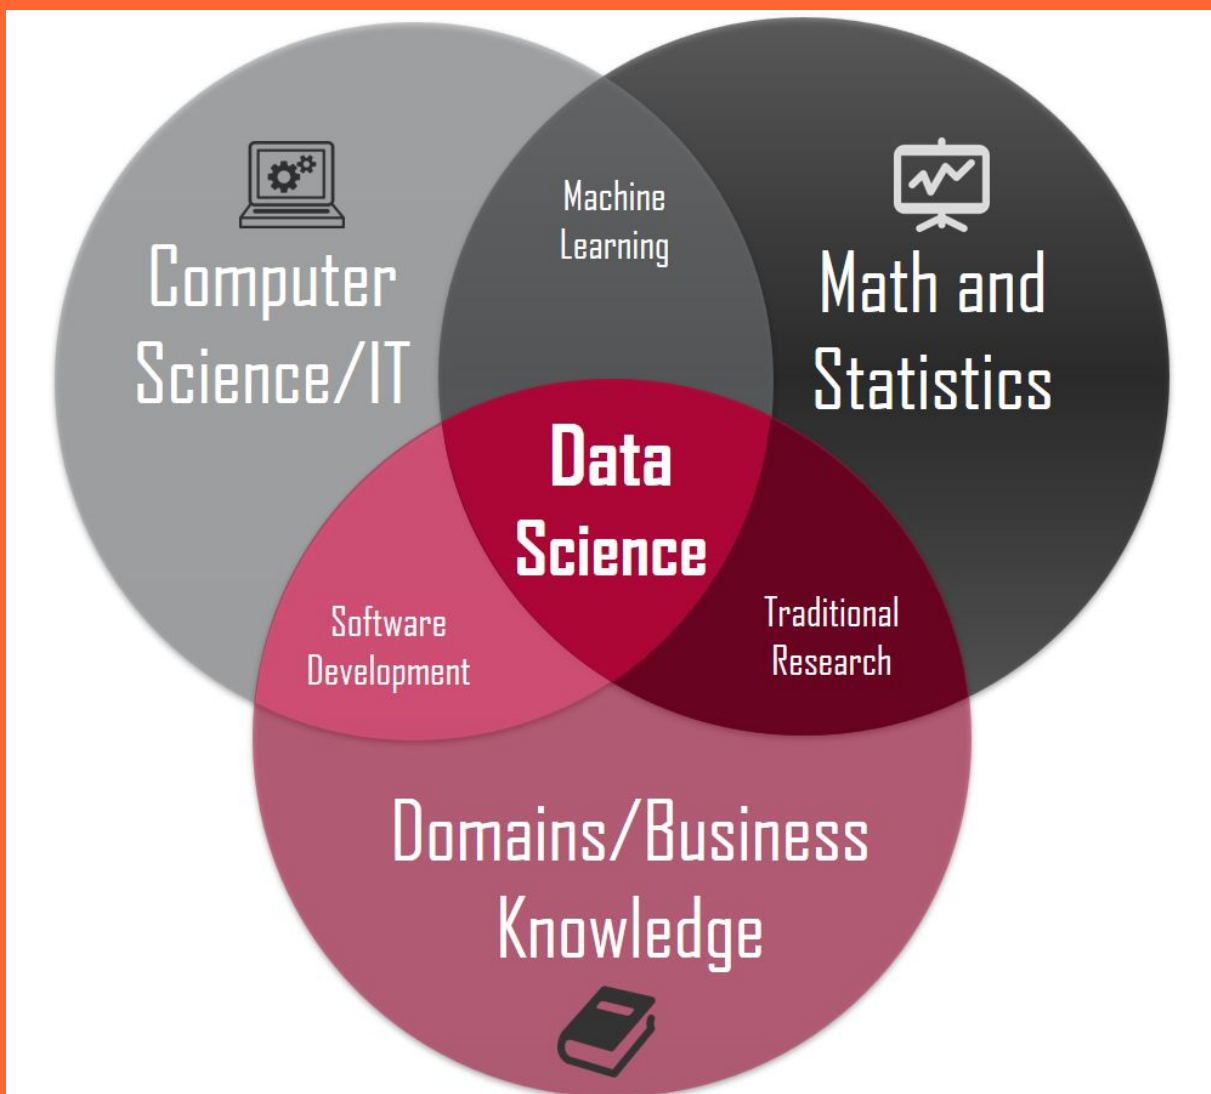 Machine
Learning
Computer
Science/IT
Math and
Statistics
Data
Science
Software
Development
Traditional
Research
Domains/Business
Knowledge